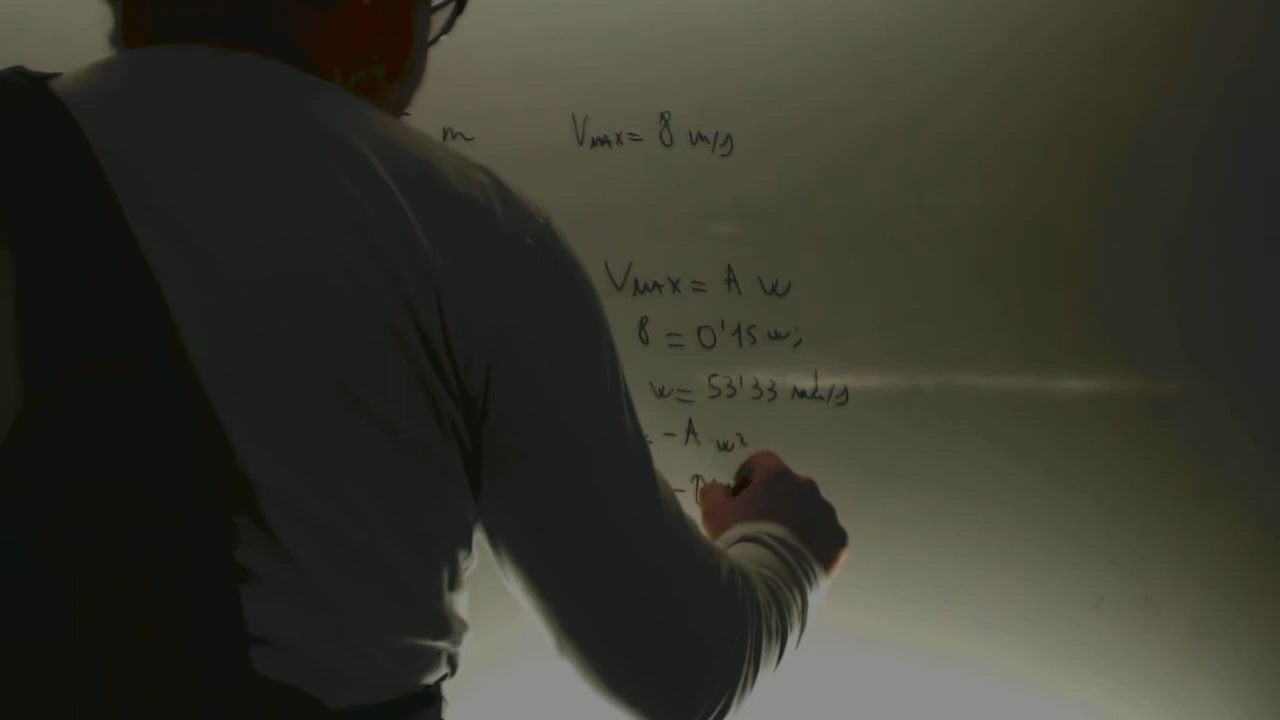 m Vmax = 8 m/s
Vmax = A w
8 = 0'15 w;
w = 53'33 rad/s
= -A w²
-